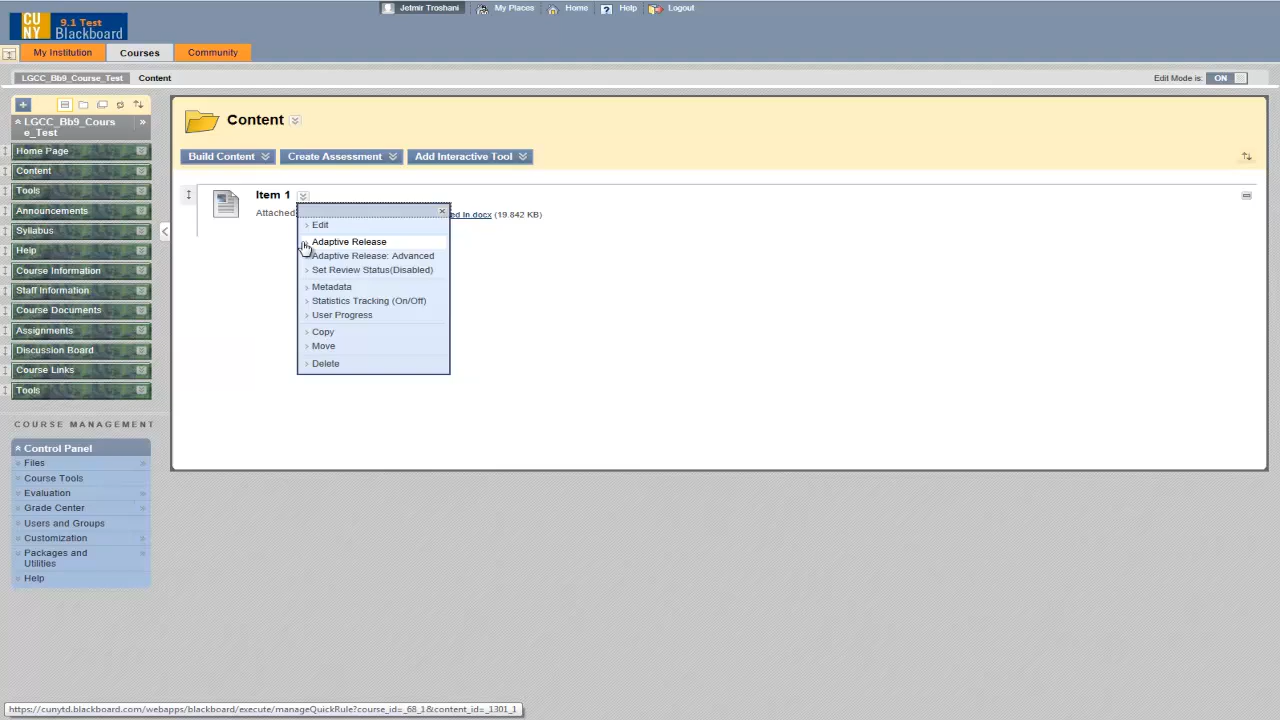 Jetmir Troshani My Places Home Help Logout
CU
NY
9.1 Test
Blackboard
My Institution Courses Community
LGCC_Bb9_Course_Test Content Edit Mode is: ON
LGCC_Bb9_Cours
e_Test
Home Page
Content
Tools
Announcements
Syllabus
Help
Course Information
Staff Information
Course Documents
Assignments
Discussion Board
Course Links
Tools
COURSE MANAGEMENT
Control Panel
Files
Course Tools
Evaluation
Grade Center
Users and Groups
Customization
Packages and
Utilities
Help
Content
Build Content Create Assessment Add Interactive Tool
Item 1
Attached ed in docx (19.842 KB)
Edit
Adaptive Release
Adaptive Release: Advanced
Set Review Status(Disabled)
Metadata
Statistics Tracking (On/Off)
User Progress
Copy
Move
Delete
https://cunytd.blackboard.com/webapps/blackboard/execute/manageQuickRule?course_id=_68_1&content_id=_1301_1